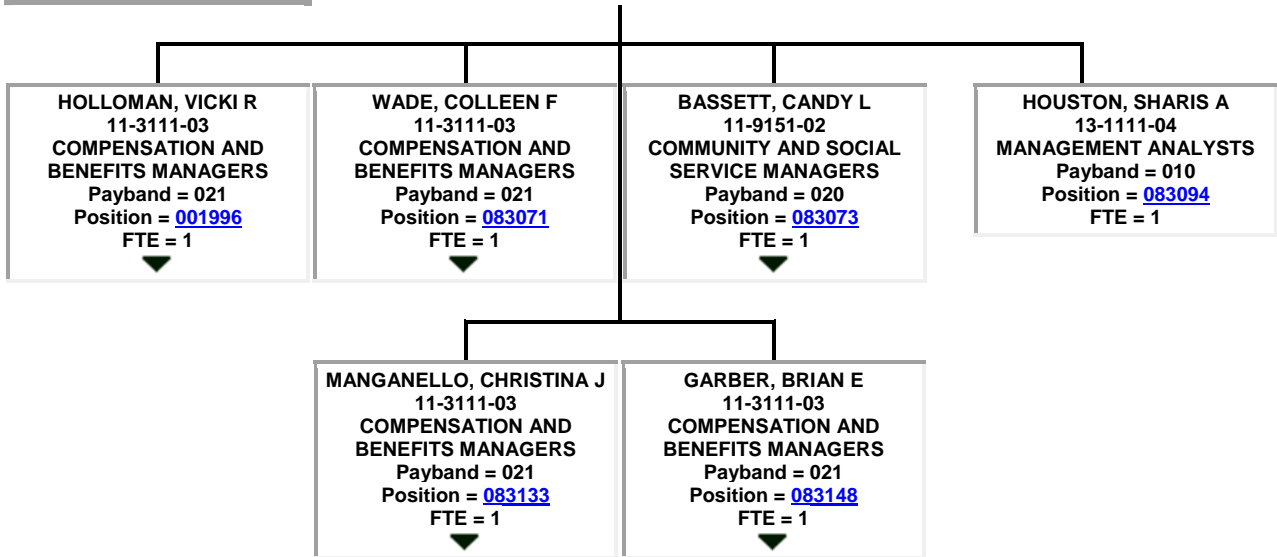 HOLLOMAN, VICKI R
11-3111-03
COMPENSATION AND
BENEFITS MANAGERS
Payband = 021
Position = 001996
FTE = 1
WADE, COLLEEN F
11-3111-03
COMPENSATION AND
BENEFITS MANAGERS
Payband = 021
Position = 083071
FTE = 1
BASSETT, CANDY L
11-9151-02
COMMUNITY AND SOCIAL
SERVICE MANAGERS
Payband = 020
Position = 083073
FTE = 1
HOUSTON, SHARIS A
13-1111-04
MANAGEMENT ANALYSTS
Payband = 010
Position = 083094
FTE = 1
MANGANELLO, CHRISTINA J
11-3111-03
COMPENSATION AND
BENEFITS MANAGERS
Payband = 021
Position = 083133
FTE = 1
GARBER, BRIAN E
11-3111-03
COMPENSATION AND
BENEFITS MANAGERS
Payband = 021
Position = 083148
FTE = 1